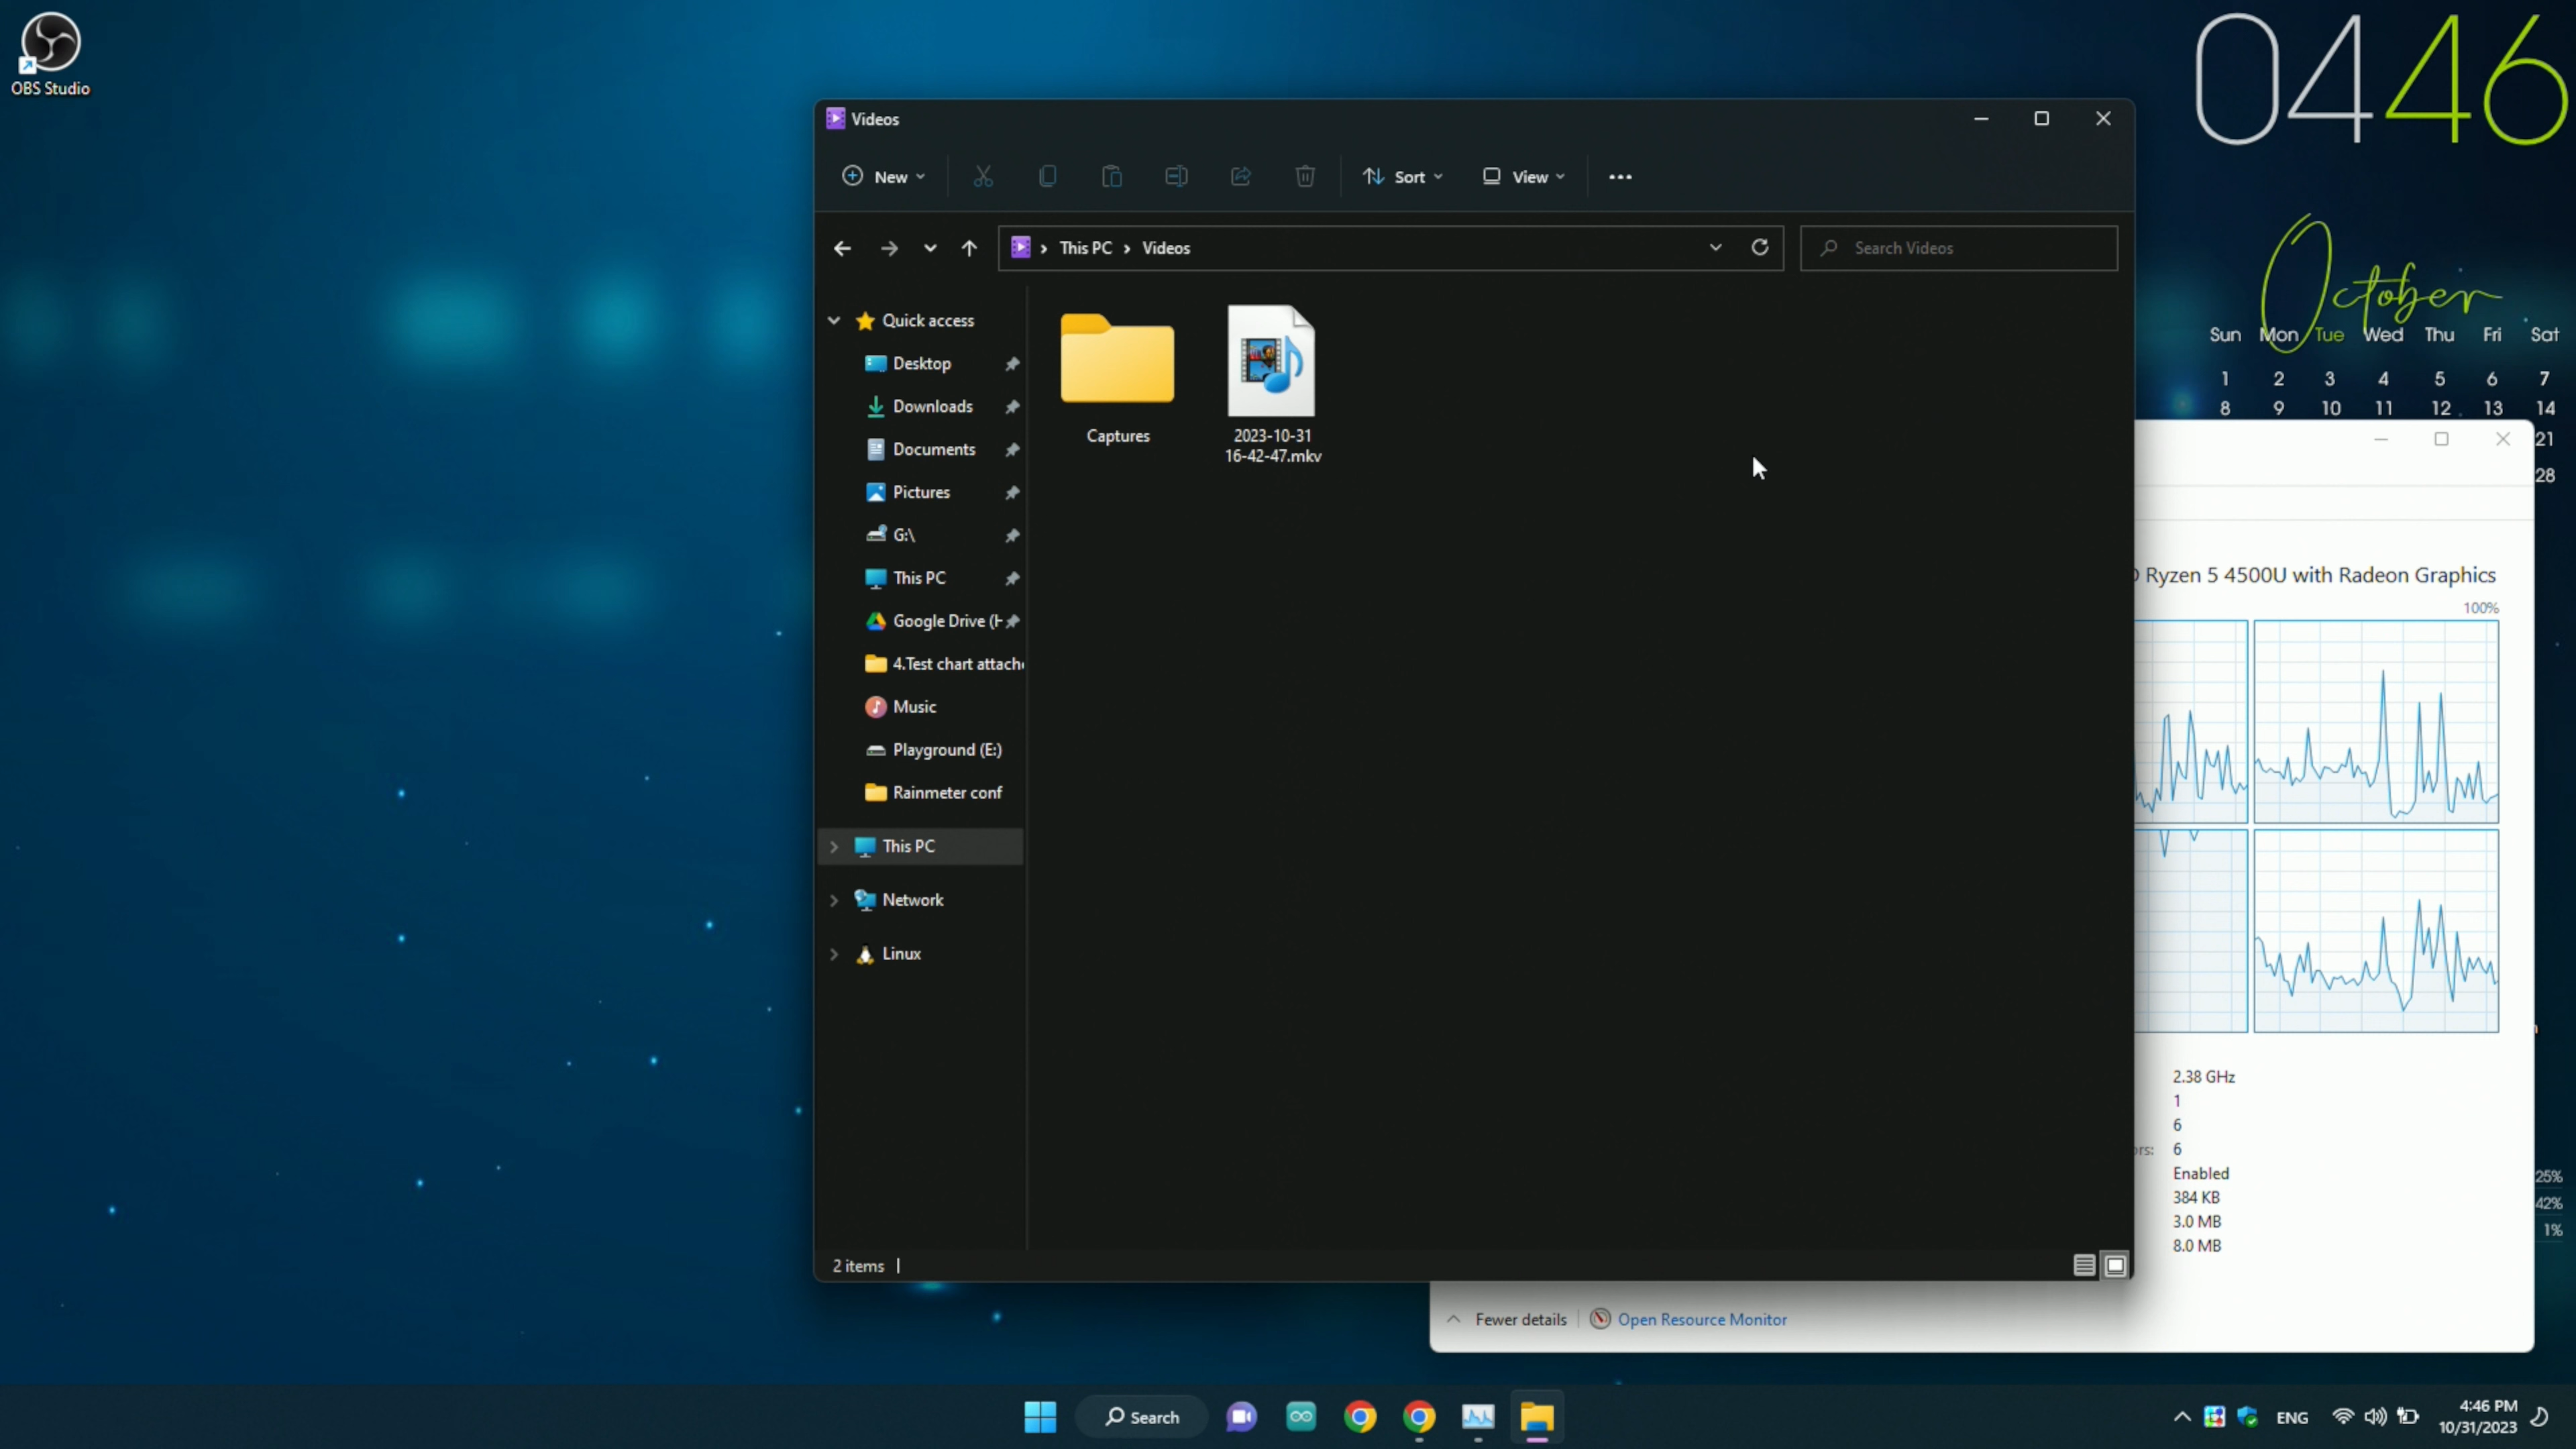 OBS Studio
0446
October
Sun Mon Tue Wed Thu Fri Sat
1 2 3 4 5 6 7
8 9 10 11 12 13 14
21
28
Videos
New
Sort
View
This PC
Videos
Search Videos
Quick access
Desktop
Downloads
Documents
Pictures
G:\
This PC
Google Drive (H
4.Test chart attach
Music
Playground (E:)
Rainmeter conf
This PC
Network
Linux
Captures
2023-10-31
16-42-47.mkv
2 items
Ryzen 5 4500U with Radeon Graphics
100%
2.38 GHz
1
6
ors: 6
Enabled
384 KB
3.0 MB
8.0 MB
25%
42%
1%
Fewer details
Open Resource Monitor
Search
ENG
4:46 PM
10/31/2023